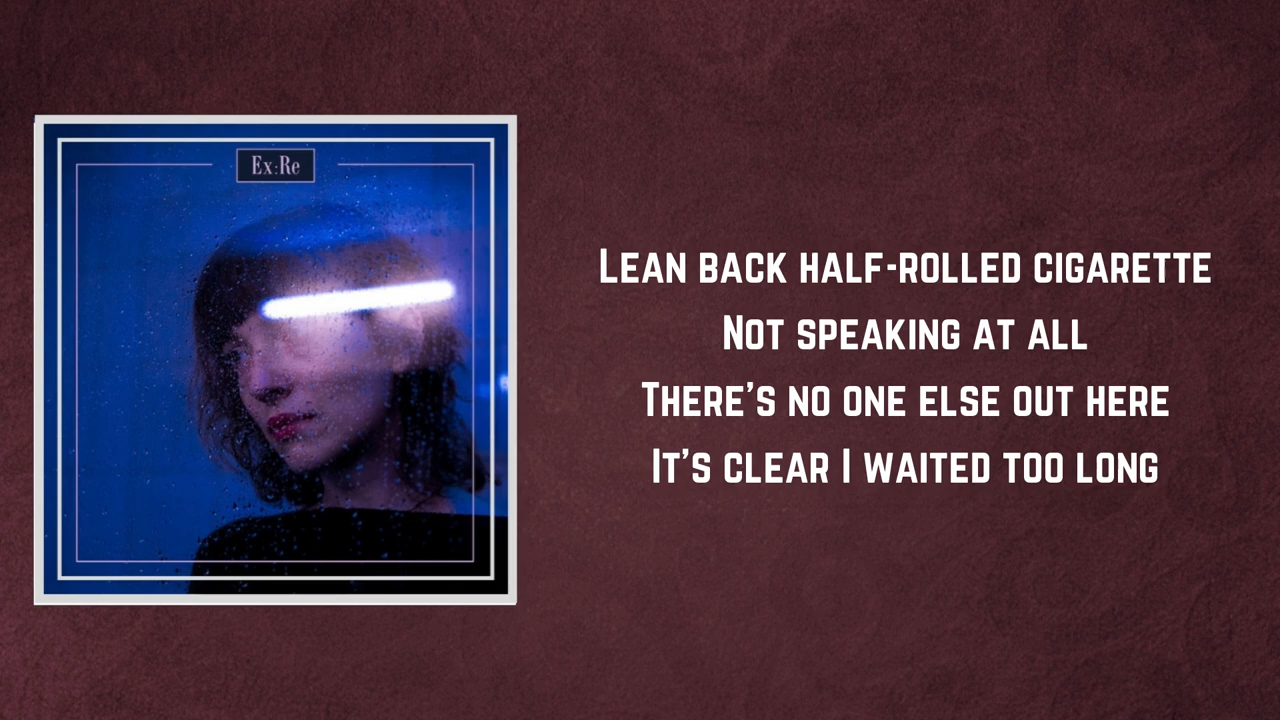 Ex:Re
Lean back half-rolled cigarette
Not speaking at all
There's no one else out here
It's clear I waited too long